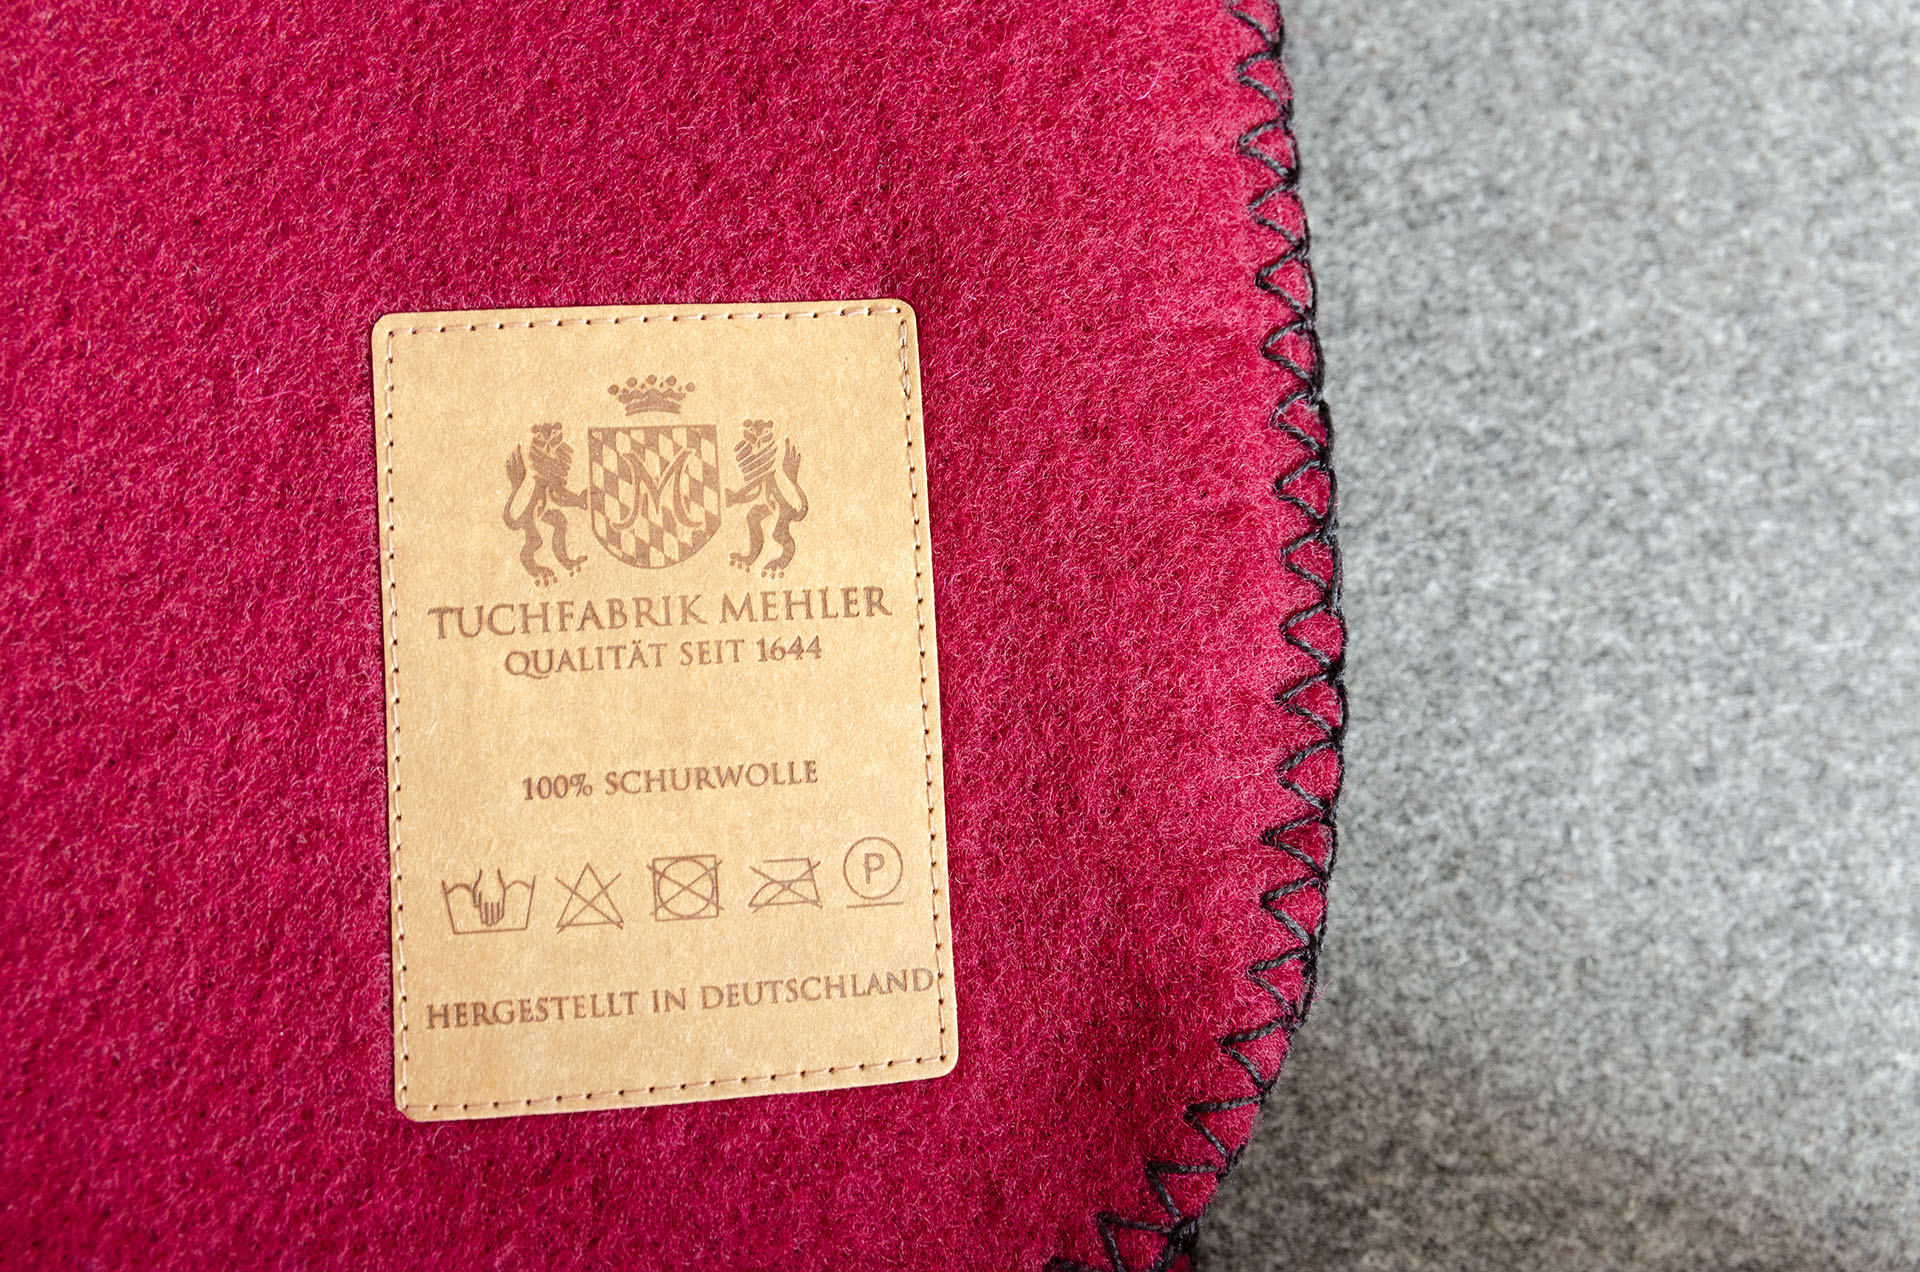 M
TUCHFABRIK MEHLER
QUALITÄT SEIT 1644
100% SCHURWOLLE
P
HERGESTELLT IN DEUTSCHLAND